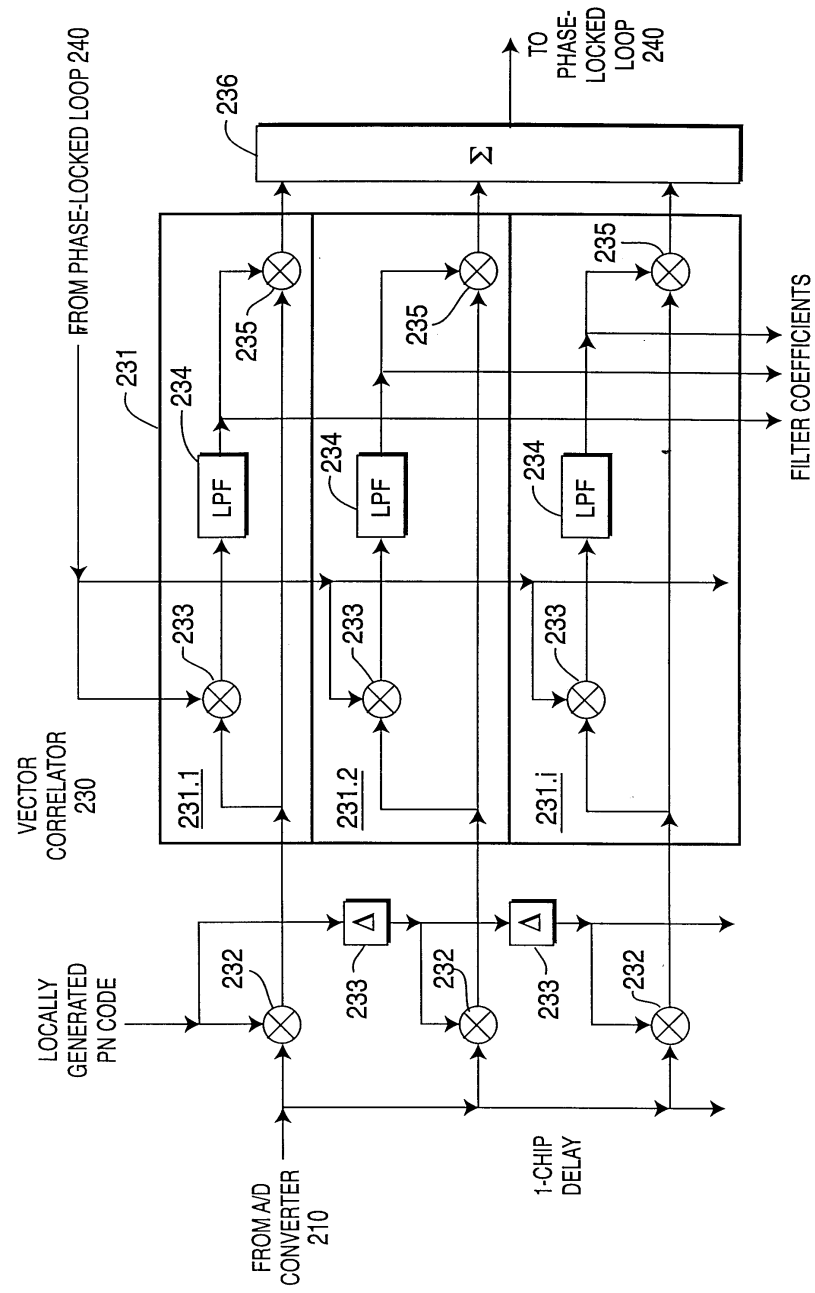 VECTOR
CORRELATOR
230
FROM PHASE-LOCKED LOOP 240
231
236
LOCALLY
GENERATED
PN CODE
FROM A/D
CONVERTER
210
232
231.1
233
LPF
234
235
TO
PHASE-
LOCKED
LOOP
240
Δ
233
232
231.2
233
LPF
234
235
Σ
1-CHIP
DELAY
Δ
233
232
231.i
233
LPF
234
235
FILTER COEFFICIENTS